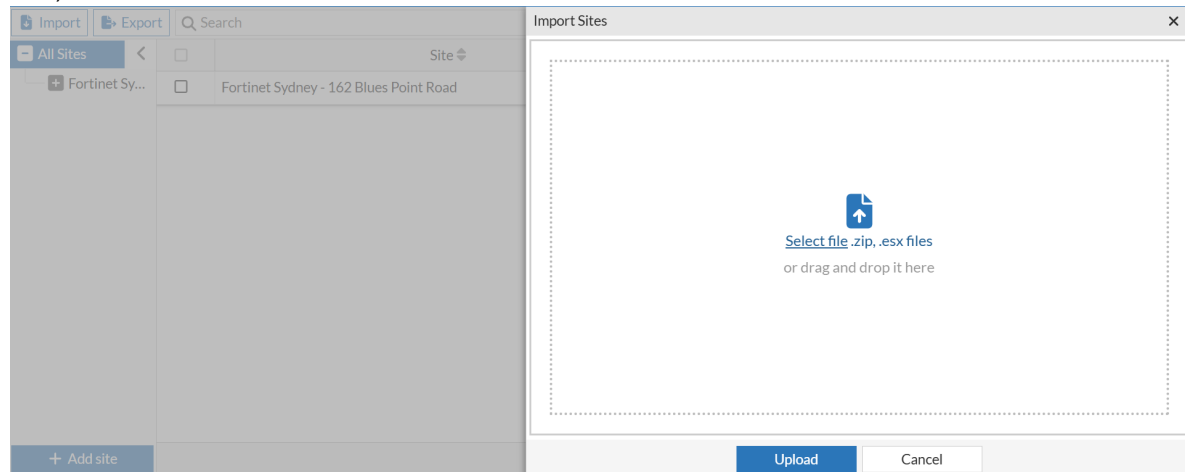 Import Export Search
All Sites
Fortinet Sy...
+ Add site
Site
Fortinet Sydney - 162 Blues Point Road
Import Sites
Select file .zip, .esx files
or drag and drop it here
Upload Cancel